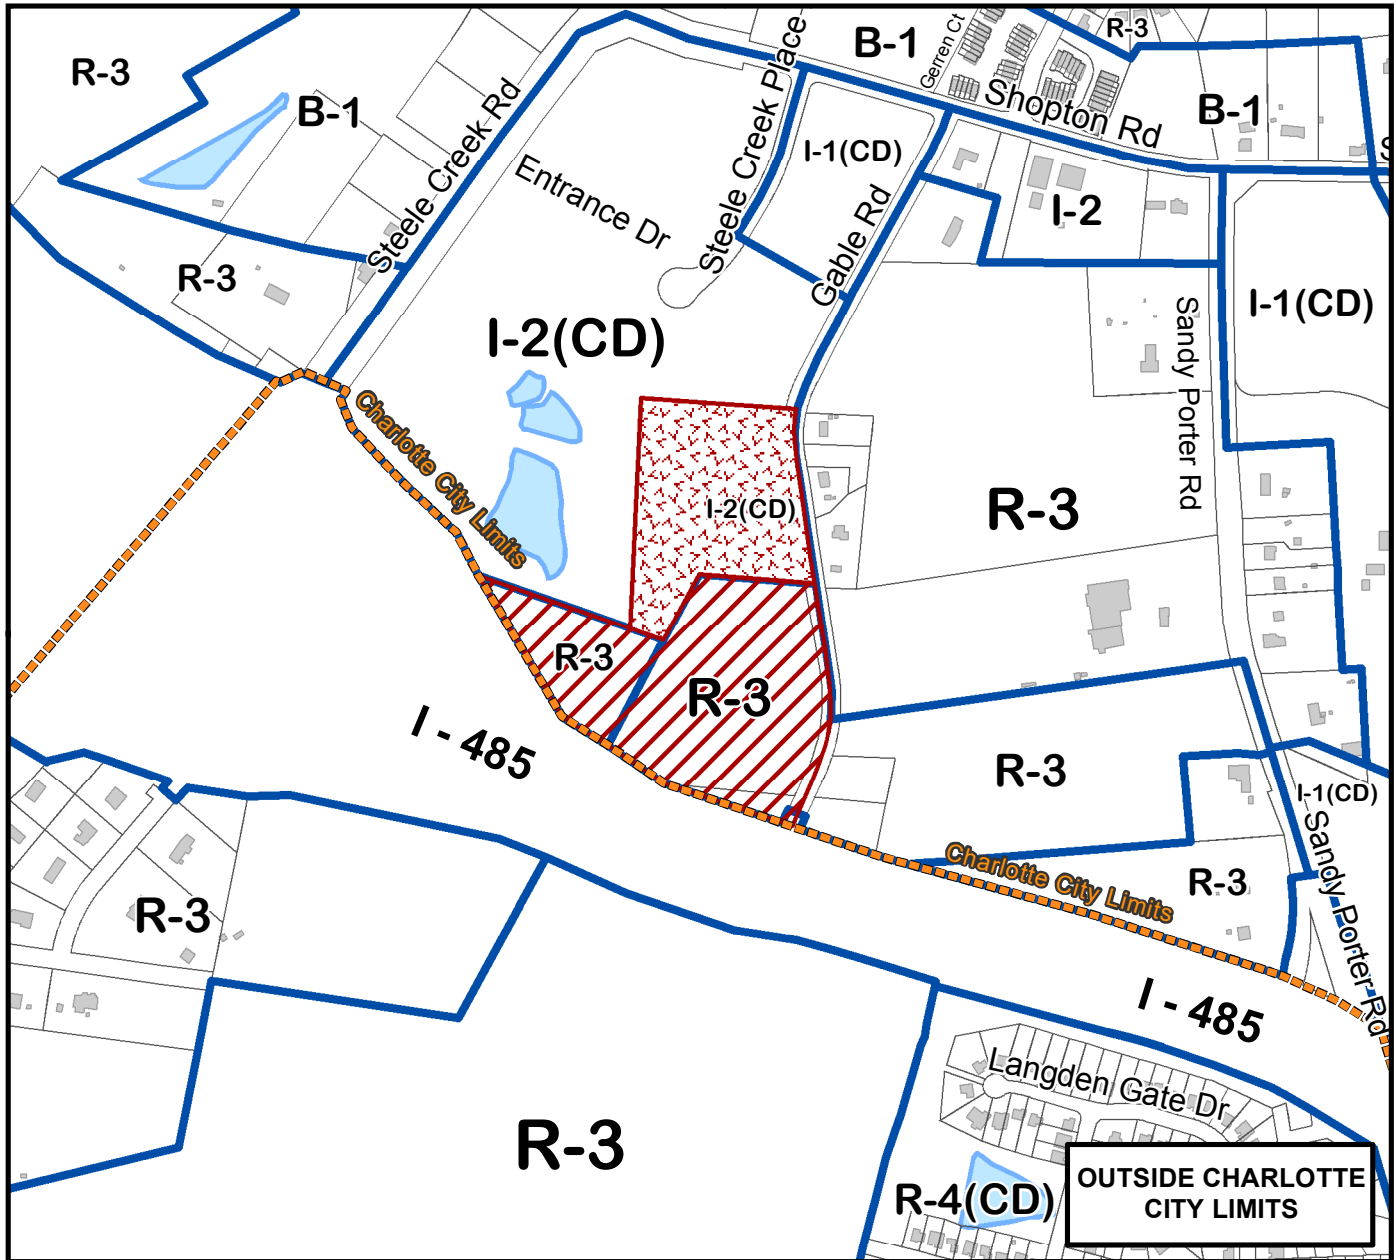 R-3
B-1
Gerren Ct
R-3
B-1
Shopton Rd
B-1
S
Steele Creek Rd
Entrance Dr
Steele Creek Place
I-1(CD)
Gable Rd
I-2
R-3
I-2(CD)
Sandy Porter Rd
I-1(CD)
Charlotte City Limits
I-2(CD)
R-3
R-3
R-3
I - 485
R-3
I-1(CD)
Sandy Porter Rd
Charlotte City Limits
R-3
R-3
I - 485
Langden Gate Dr
R-3
R-4(CD)
OUTSIDE CHARLOTTE
CITY LIMITS